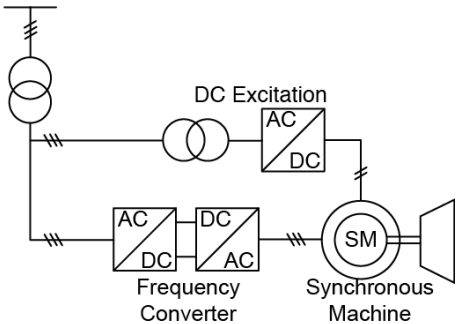 DC Excitation
AC
DC
AC
DC
DC
AC
SM
Frequency
Converter
Synchronous
Machine